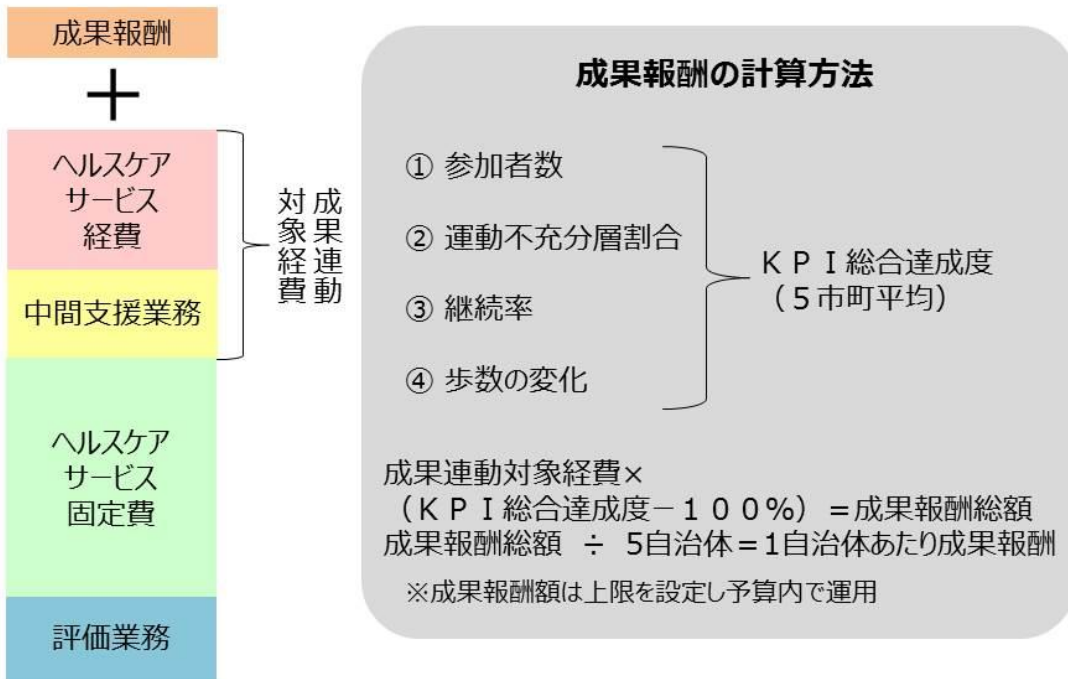 成果報酬
＋
ヘルスケア
サービス
経費
中間支援業務
ヘルスケア
サービス
固定費
評価業務
成果連動
対象経費
成果報酬の計算方法
① 参加者数
② 運動不充分層割合
③ 継続率
④ 歩数の変化
ＫＰＩ総合達成度
（５市町平均）
成果連動対象経費×
（ＫＰＩ総合達成度－１００％）＝成果報酬総額
成果報酬総額 ÷ 5自治体＝1自治体あたり成果報酬
※成果報酬額は上限を設定し予算内で運用